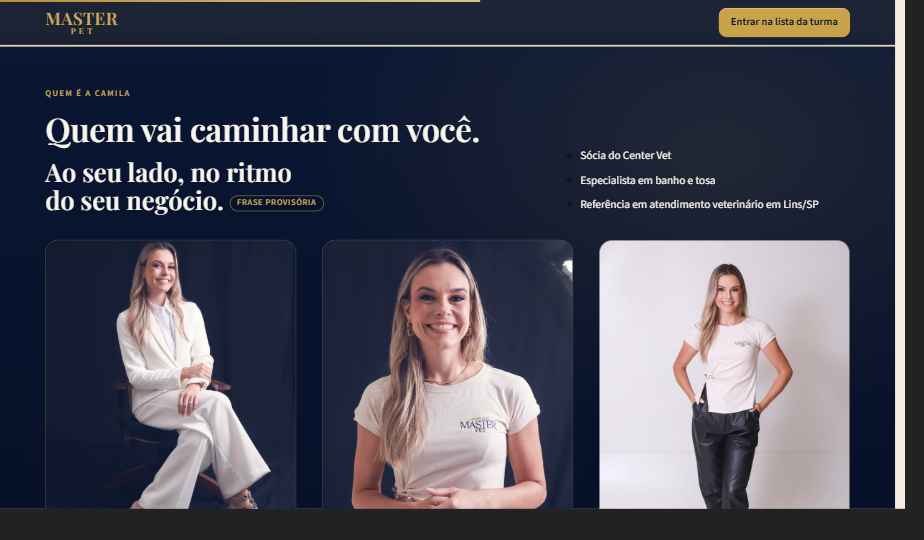 MASTER
PET
Entrar na lista da turma
QUEM É A CAMILA
Quem vai caminhar com você.
Ao seu lado, no ritmo
do seu negócio. FRASE PROVISÓRIA
Sócia do Center Vet
Especialista em banho e tosa
Referência em atendimento veterinário em Lins/SP
MASTER
PET